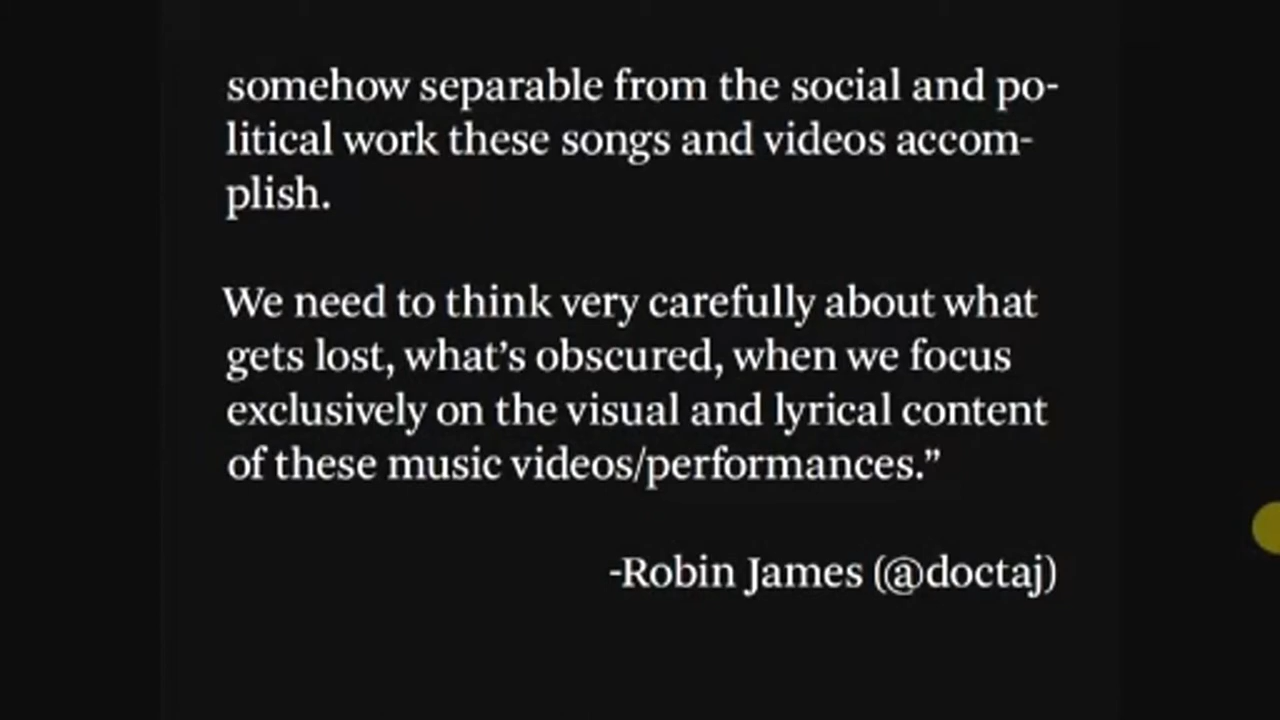 somehow separable from the social and po-
litical work these songs and videos accom-
plish.
We need to think very carefully about what
gets lost, what’s obscured, when we focus
exclusively on the visual and lyrical content
of these music videos/performances.”
-Robin James (@doctaj)